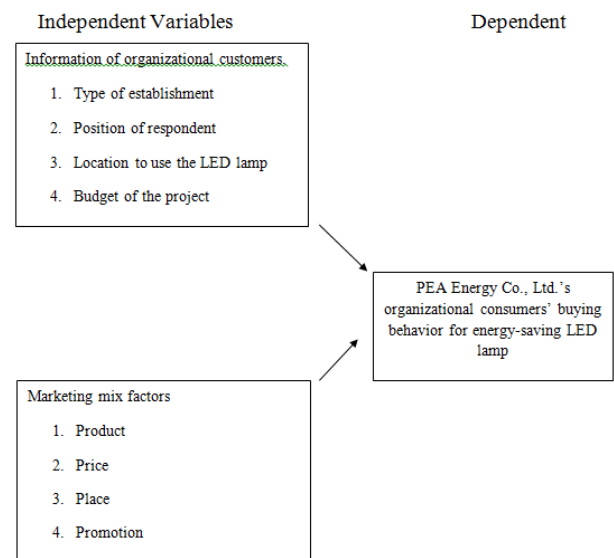 Independent Variables
Dependent
Information of organizational customers.
1. Type of establishment
2. Position of respondent
3. Location to use the LED lamp
4. Budget of the project
PEA Energy Co., Ltd.’s
organizational consumers’ buying
behavior for energy-saving LED
lamp
Marketing mix factors
1. Product
2. Price
3. Place
4. Promotion